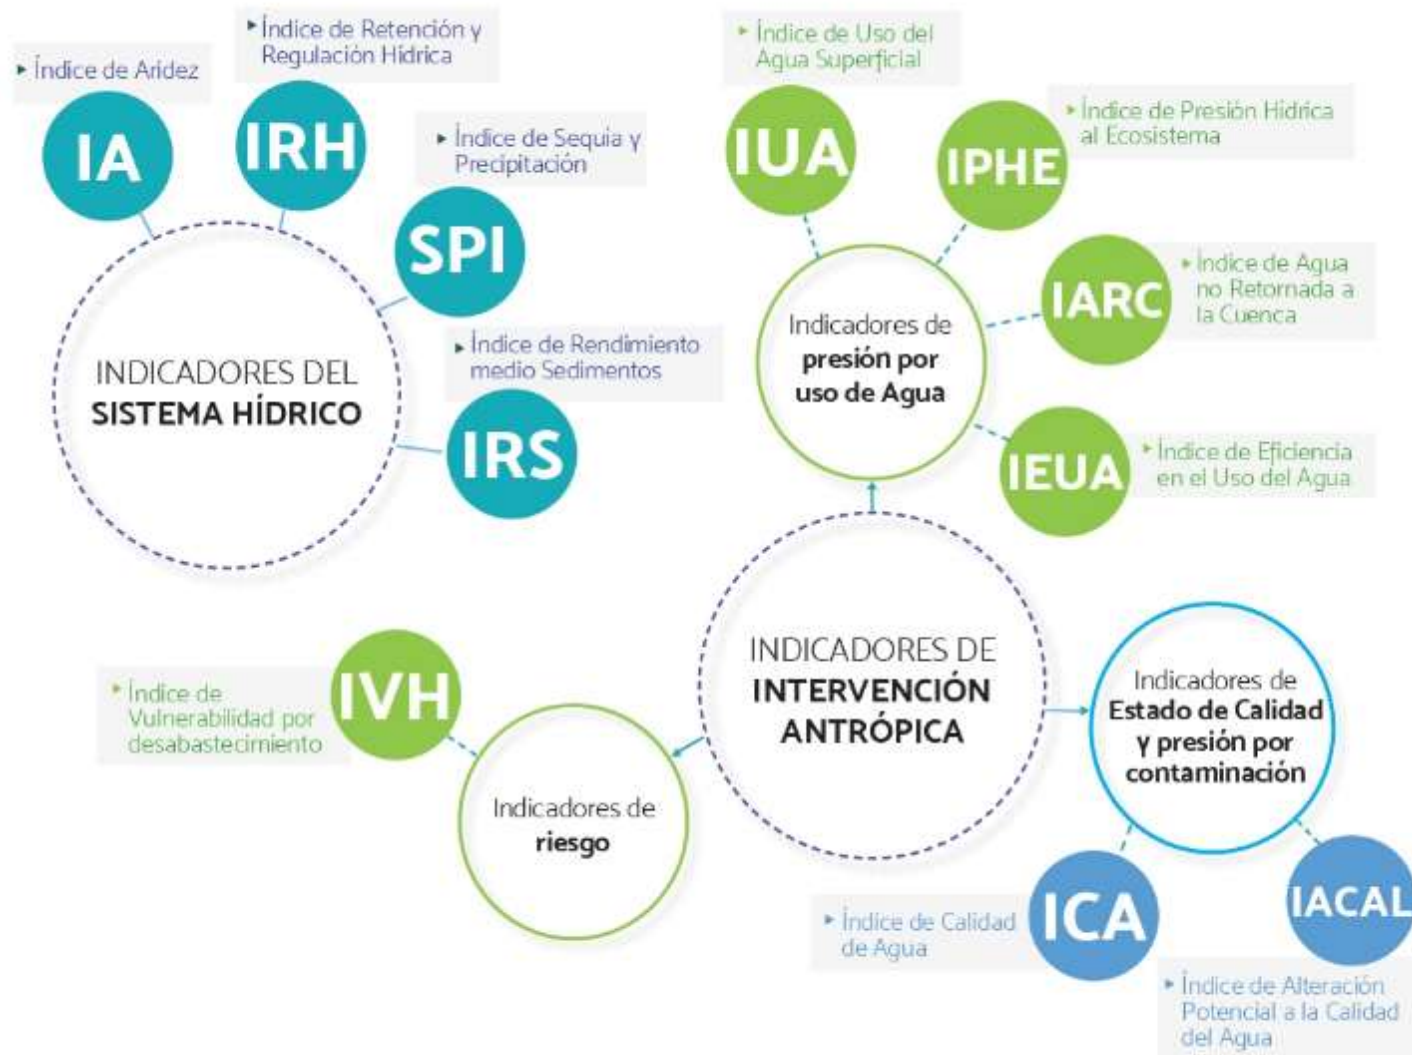 Índice de Aridez
IA
Índice de Retención y
Regulación Hídrica
IRH
Índice de Sequia y
Precipitación
SPI
Índice de Rendimiento
medio Sedimentos
IRS
INDICADORES DEL
SISTEMA HÍDRICO
Índice de Uso del
Agua Superficial
IUA
Índice de Presión Hídrica
al Ecosistema
IPHE
Índice de Agua
no Retornada a
la Cuenca
IARC
Índice de Eficiencia
en el Uso del Agua
IEUA
Indicadores de
presión por
uso de Agua
INDICADORES DE
INTERVENCIÓN
ANTRÓPICA
Índice de
Vulnerabilidad por
desabastecimiento
IVH
Indicadores de
riesgo
Indicadores de
Estado de Calidad
y presión por
contaminación
Índice de Calidad
de Agua
ICA
IACAL
Índice de Alteración
Potencial a la Calidad
del Agua